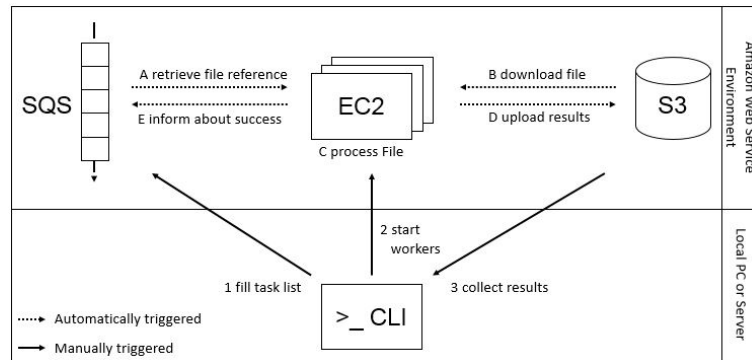 SQS
A retrieve file reference
E inform about success
EC2
C process File
B download file
D upload results
S3
Amazon Web Service
Environment
2 start
workers
1 fill task list
3 collect results
>_ CLI
Automatically triggered
Manually triggered
Local PC or Server